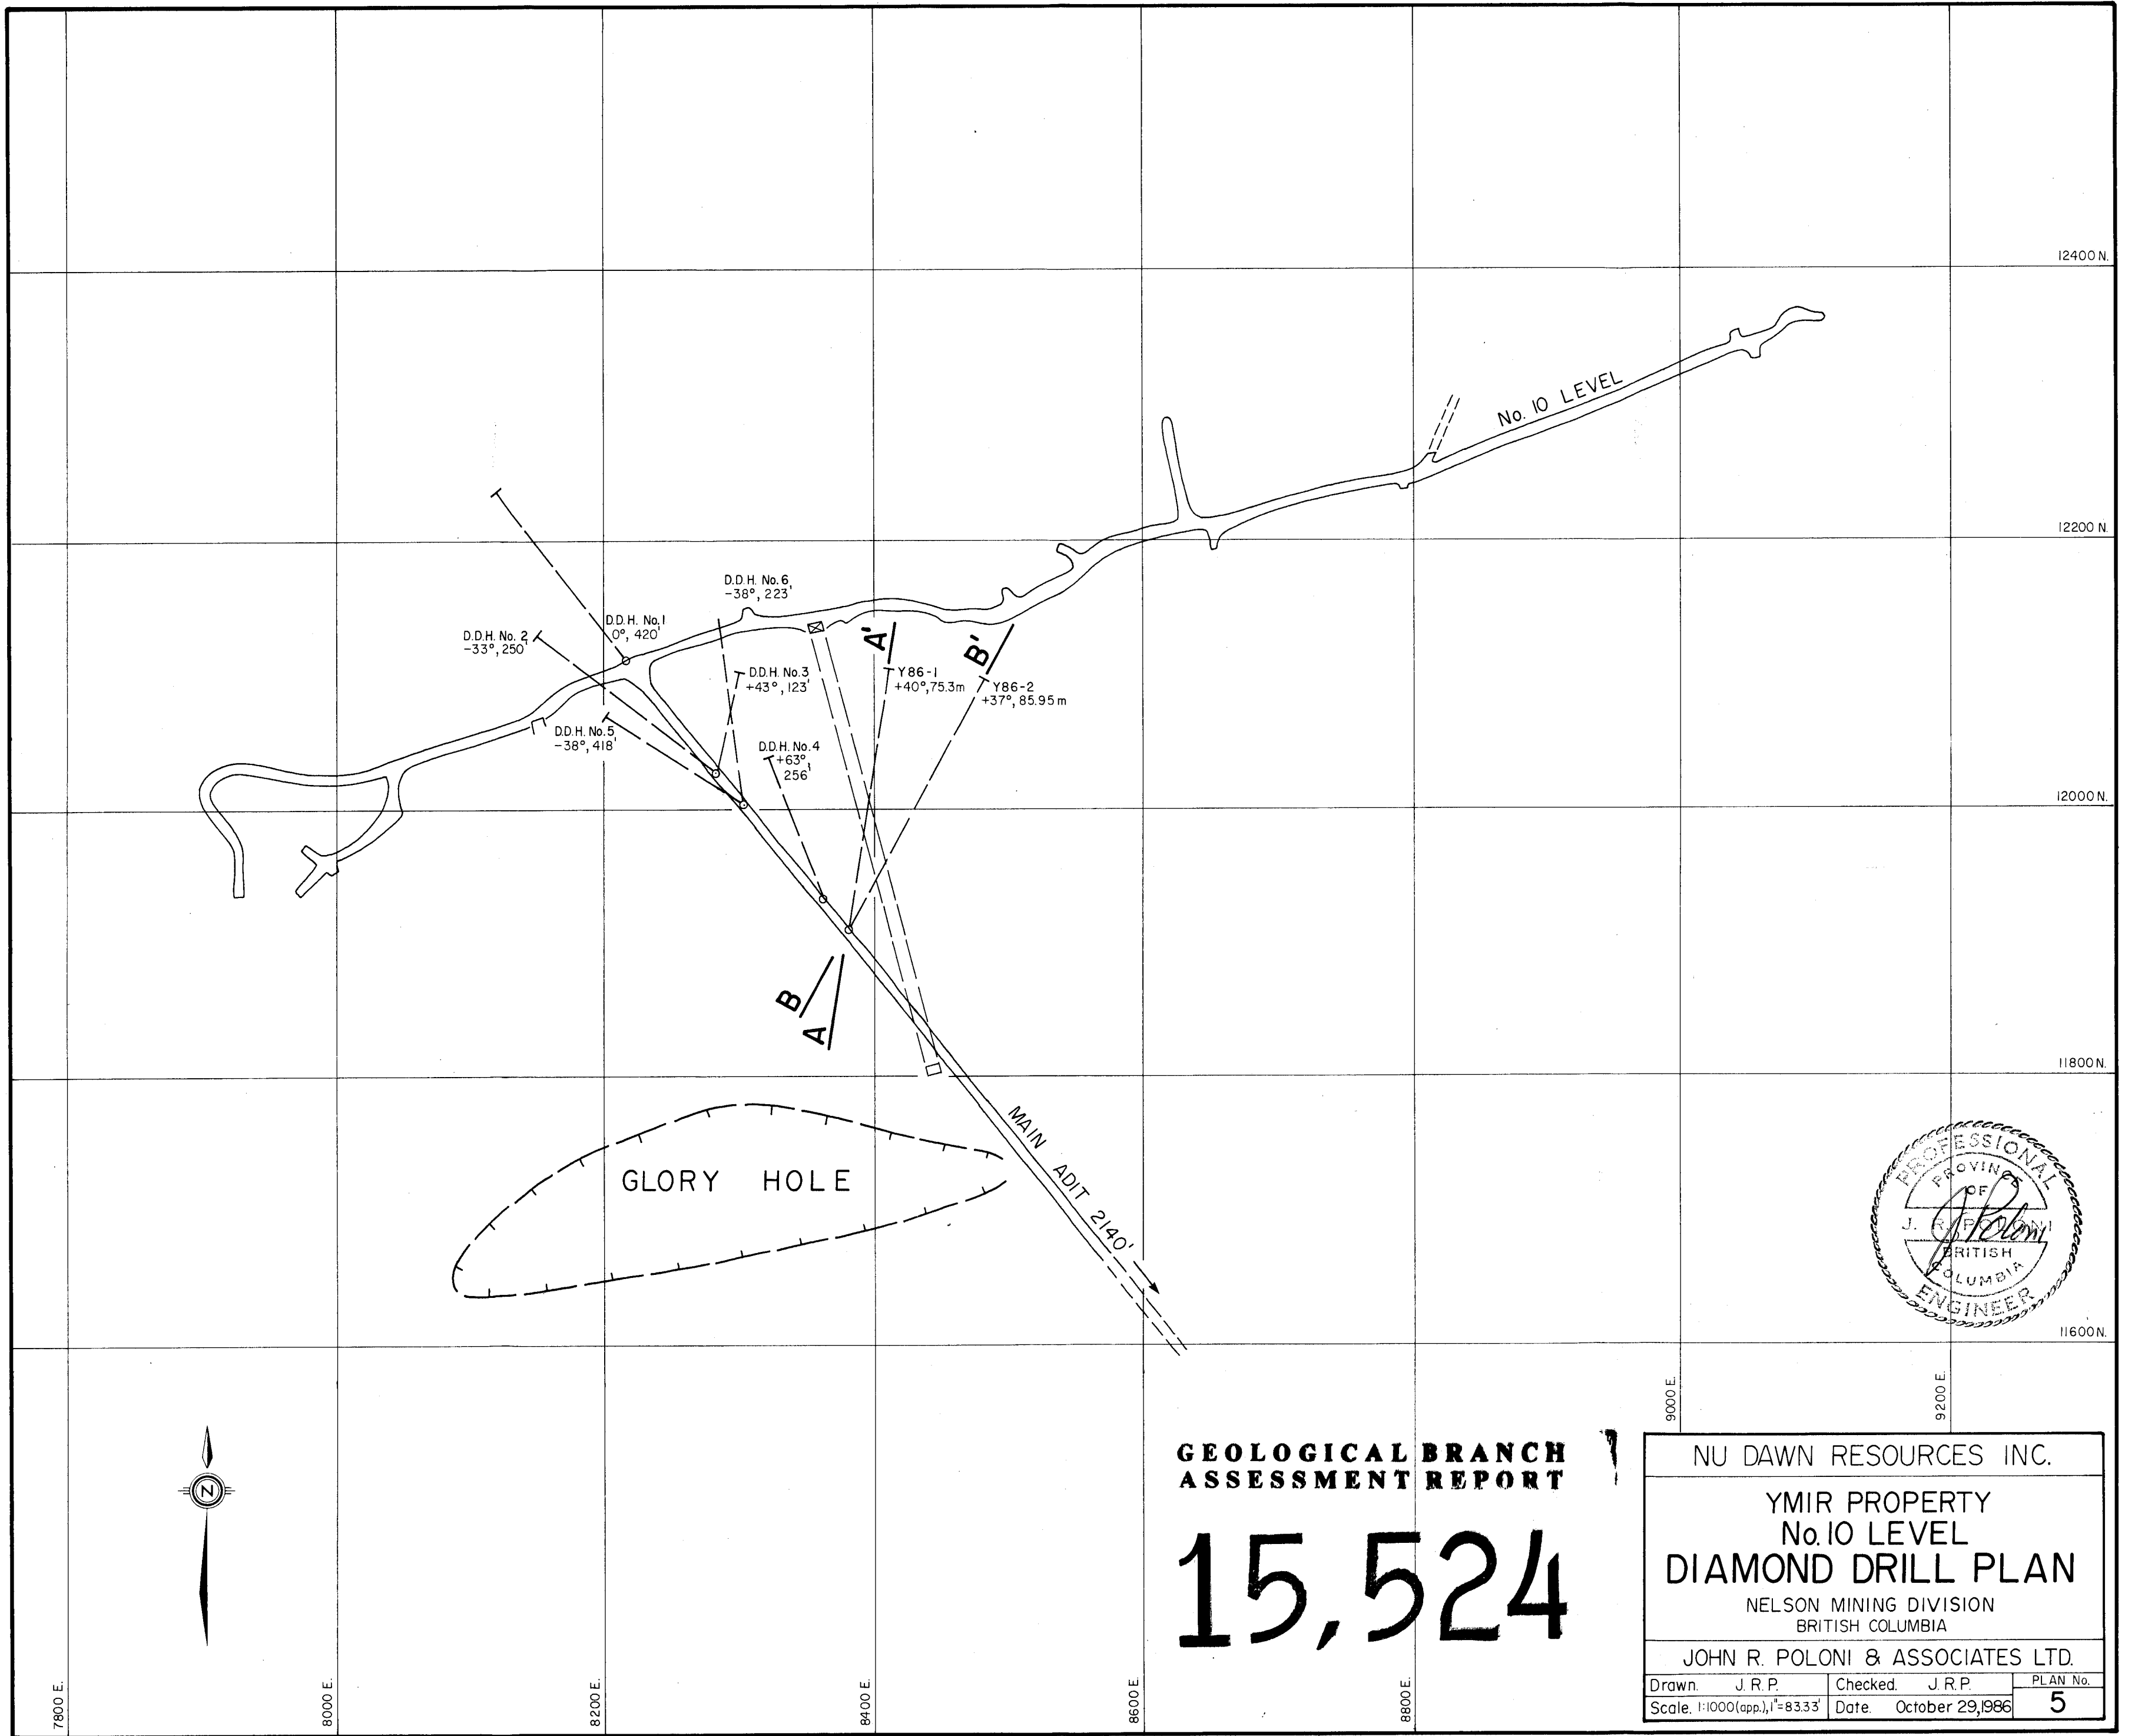 12400 N.
No. 10 LEVEL
12200 N.
D.D.H. No. 6
-38°, 223'
D.D.H. No. 1
0°, 420'
D.D.H. No. 2
-33°, 250'
A'
B'
D.D.H. No. 3
+43°, 123'
Y86-1
+40°, 75.3m
Y86-2
+37°, 85.95m
D.D.H. No. 5
-38°, 418'
D.D.H. No. 4
+63°
256'
12000 N.
B
A
11800 N.
MAIN ADIT 2140'
GLORY HOLE
PROFESSIONAL
PROVINCE
OF
J. R. POLONI
BRITISH
COLUMBIA
ENGINEER
11600 N.
9000 E.
9200 E.
N
GEOLOGICAL BRANCH
ASSESSMENT REPORT
15,524
NU DAWN RESOURCES INC.
YMIR PROPERTY
No. 10 LEVEL
DIAMOND DRILL PLAN
NELSON MINING DIVISION
BRITISH COLUMBIA
JOHN R. POLONI & ASSOCIATES LTD.
Drawn. J. R. P. Checked. J. R. P. PLAN No.
Scale. 1:1000 (app.), 1"=83.33' Date. October 29, 1986 5
7800 E.
8000 E.
8200 E.
8400 E.
8600 E.
8800 E.